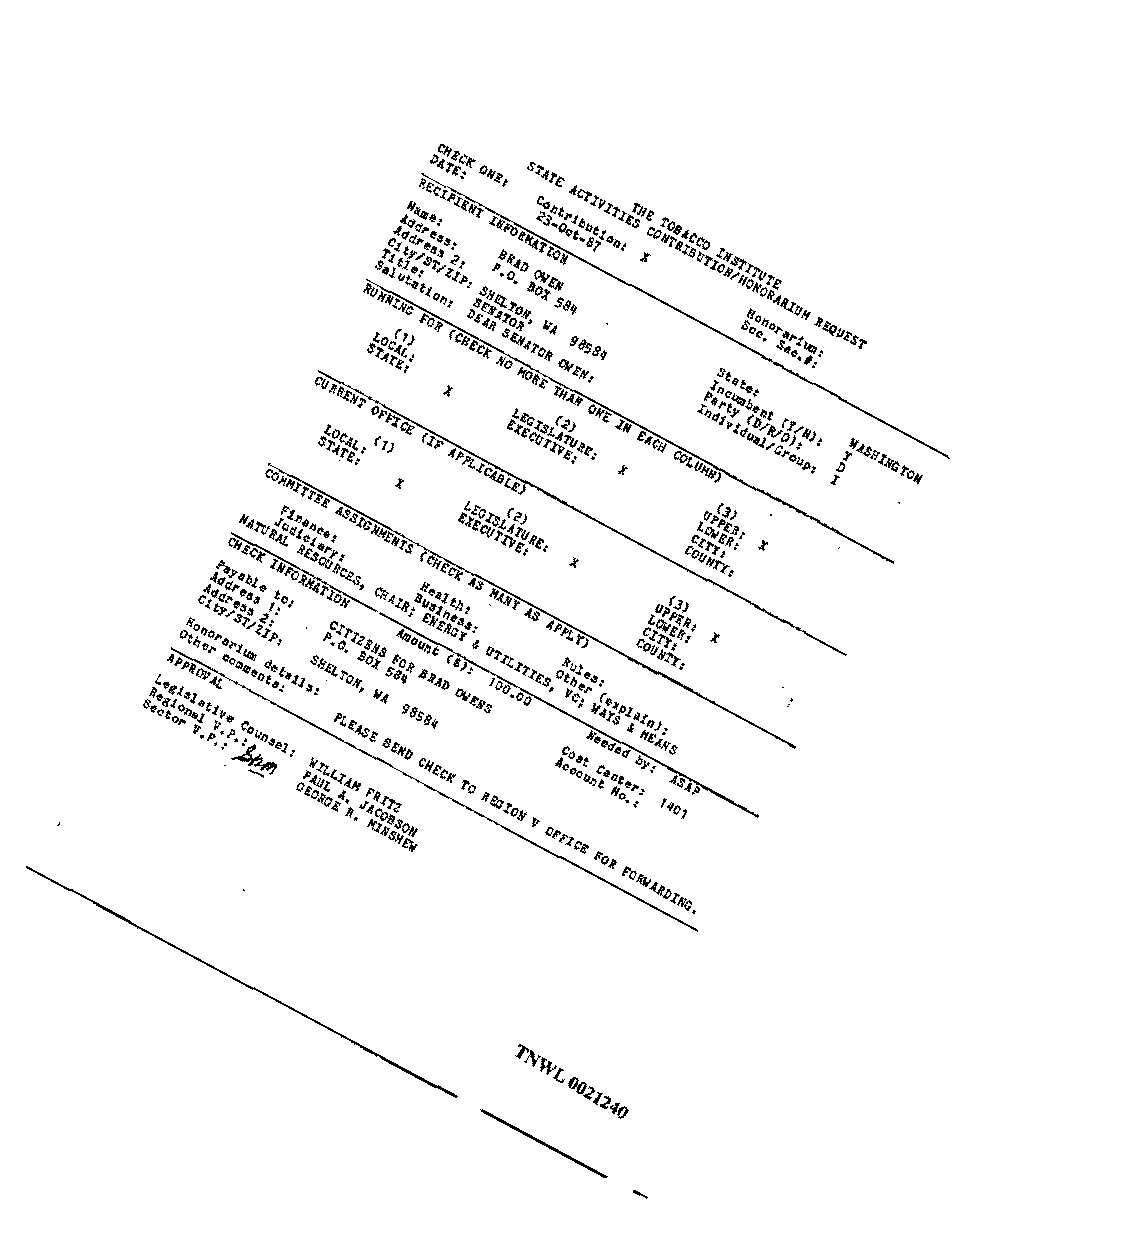 THE TOBACCO INSTITUTE
STATE ACTIVITIES CONTRIBUTION/HONORARIUM REQUEST
CHECK ONE: Contribution: X Honorarium:
DATE: 23-Oct-87 Soc. Sec.#:
RECIPIENT INFORMATION
Name: BRAD OWEN State: WASHINGTON
Address: P.O. BOX 584 Incumbent (Y/N): Y
Address 2: Party (D/R/O): D
City/ST/ZIP: SHELTON, WA 98584 Individual/Group: I
Title: SENATOR
Salutation: DEAR SENATOR OWEN:
RUNNING FOR (CHECK NO MORE THAN ONE IN EACH COLUMN)
(1) (2) (3)
LOCAL: LEGISLATURE: X UPPER: X
STATE: X EXECUTIVE: LOWER:
CITY:
COUNTY:
CURRENT OFFICE (IF APPLICABLE)
(1) (2) (3)
LOCAL: LEGISLATURE: X UPPER: X
STATE: X EXECUTIVE: LOWER:
CITY:
COUNTY:
COMMITTEE ASSIGNMENTS (CHECK AS MANY AS APPLY)
Finance: Health: Rules:
Judiciary: Business: Other (explain):
NATURAL RESOURCES, CHAIR; ENERGY & UTILITIES, VC; WAYS & MEANS
CHECK INFORMATION Amount ($): 100.00 Needed by: ASAP
Payable to: CITIZENS FOR BRAD OWENS Cost Center: 1401
Address 1: P.O. BOX 584 Account No.:
Address 2:
City/ST/ZIP: SHELTON, WA 98584
Honorarium details:
Other comments: PLEASE SEND CHECK TO REGION V OFFICE FOR FORWARDING.
APPROVAL
Legislative Counsel: WILLIAM FRITZ
Regional V.P.: PAUL A. JACOBSON
Sector V.P.: GEORGE R. MINSHEW
TNWL 0021240